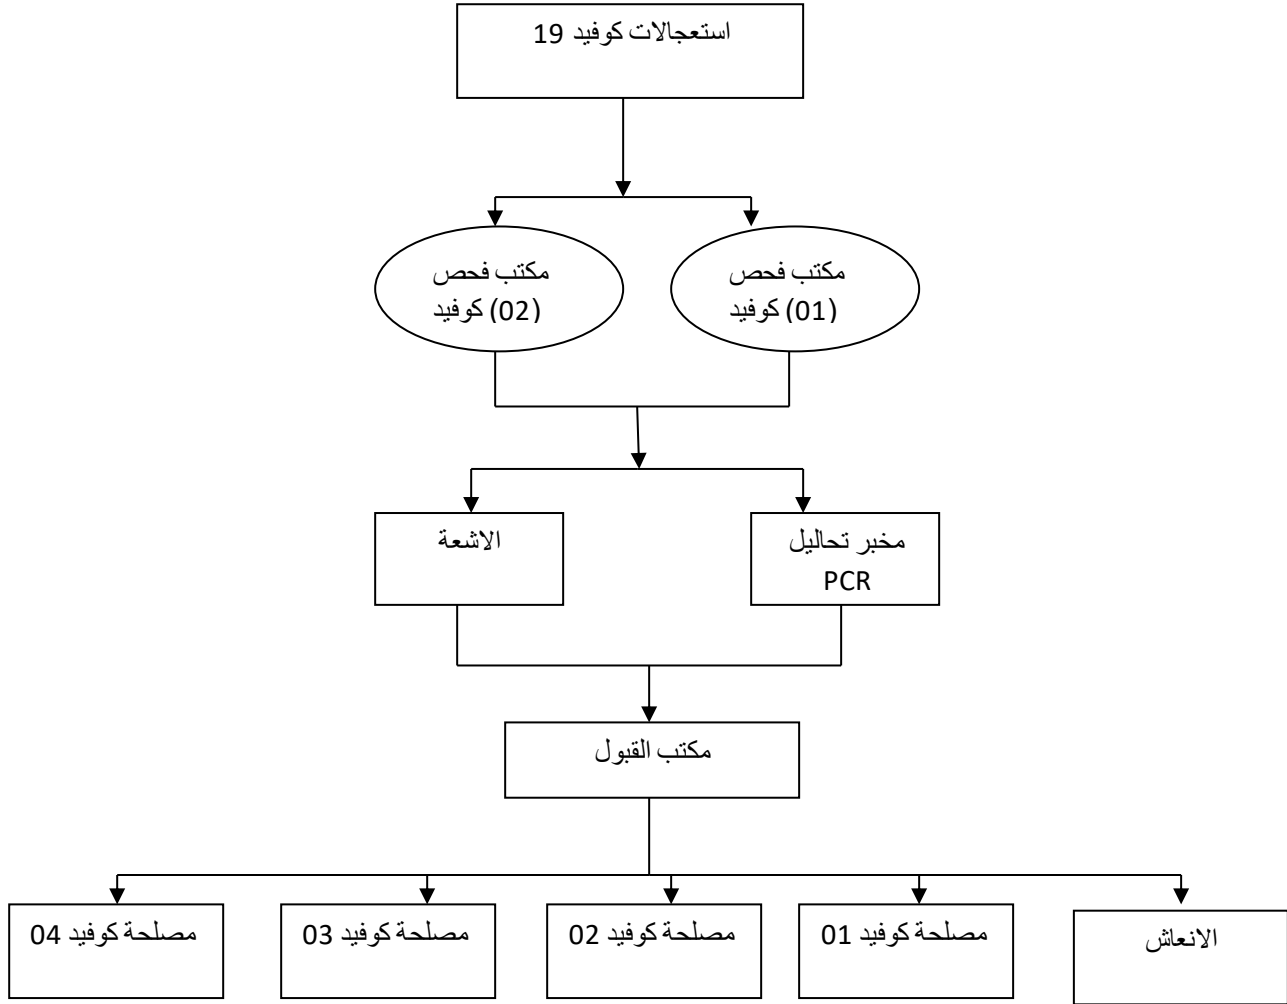 استعجالات كوفيد 19
مكتب فحص
كوفيد (01)
مكتب فحص
كوفيد (02)
مخبر تحاليل
PCR
الاشعة
مكتب القبول
الانعاش
مصلحة كوفيد 01
مصلحة كوفيد 02
مصلحة كوفيد 03
مصلحة كوفيد 04